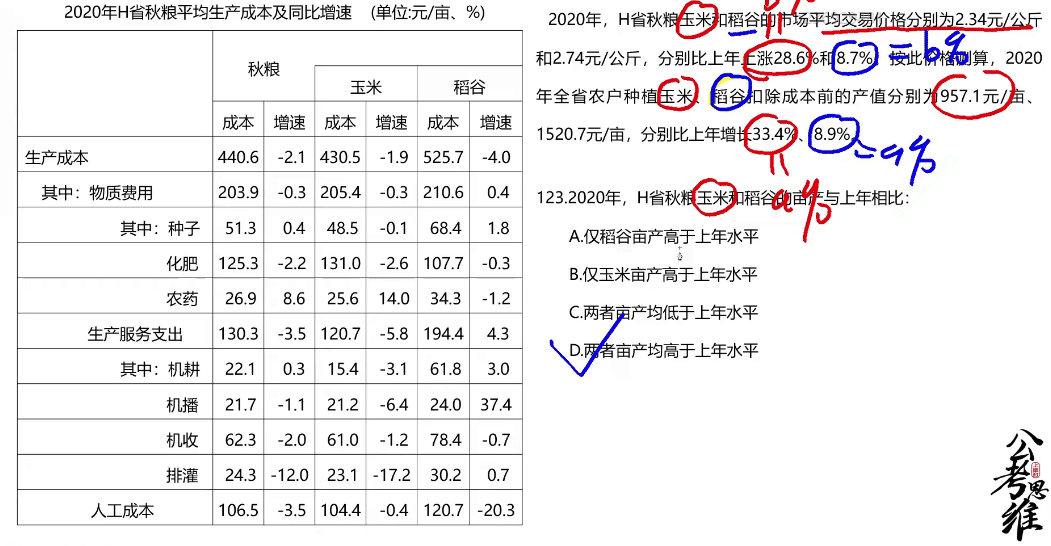 2020年H省秋粮平均生产成本及同比增速 (单位:元/亩、%)
秋粮
玉米 稻谷
成本 增速 成本 增速 成本 增速
生产成本 440.6 -2.1 430.5 -1.9 525.7 -4.0
其中: 物质费用 203.9 -0.3 205.4 -0.3 210.6 0.4
其中: 种子 51.3 0.4 48.5 -0.1 68.4 1.8
化肥 125.3 -2.2 131.0 -2.6 107.7 -0.3
农药 26.9 8.6 25.6 14.0 34.3 -1.2
生产服务支出 130.3 -3.5 120.7 -5.8 194.4 4.3
其中: 机耕 22.1 0.3 15.4 -3.1 61.8 3.0
机播 21.7 -1.1 21.2 -6.4 24.0 37.4
机收 62.3 -2.0 61.0 -1.2 78.4 -0.7
排灌 24.3 -12.0 23.1 -17.2 30.2 0.7
人工成本 106.5 -3.5 104.4 -0.4 120.7 -20.3
2020年，H省秋粮玉米和稻谷的市场平均交易价格分别为2.34元/公斤
和2.74元/公斤，分别比上年上涨28.6%和8.7%。按此价格测算，2020
=b%
年全省农户种植玉米、稻谷扣除成本前的产值分别为957.1元/亩、
1520.7元/亩，分别比上年增长33.4%、8.9%。
=a%
=a%
123.2020年，H省秋粮玉米和稻谷的亩产与上年相比:
A.仅稻谷亩产高于上年水平
B.仅玉米亩产高于上年水平
C.两者亩产均低于上年水平
D.两者亩产均高于上年水平
公考思维